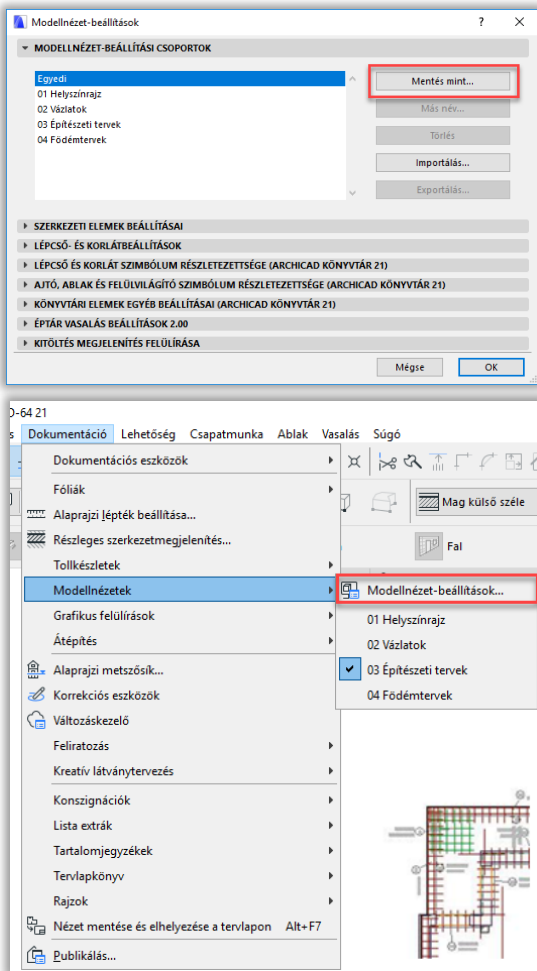 Modellnézet-beállítások
MODELLNÉZET-BEÁLLÍTÁSI CSOPORTOK
Egyedi
01 Helyszínrajz
02 Vázlatok
03 Építészeti tervek
04 Födémtervek
Mentés mint...
Más név...
Törlés
Importálás...
Exportálás...
SZERKEZETI ELEMEK BEÁLLÍTÁSAI
LÉPCSŐ- ÉS KORLÁTBEÁLLÍTÁSOK
LÉPCSŐ ÉS KORLÁT SZIMBÓLUM RÉSZLETEZETTSÉGE (ARCHICAD KÖNYVTÁR 21)
AJTÓ, ABLAK ÉS FELÜLVILÁGÍTÓ SZIMBÓLUM RÉSZLETEZETTSÉGE (ARCHICAD KÖNYVTÁR 21)
KÖNYVTÁRI ELEMEK EGYÉB BEÁLLÍTÁSAI (ARCHICAD KÖNYVTÁR 21)
ÉPTÁR VASALÁS BEÁLLÍTÁSOK 2.00
KITÖLTÉS MEGJELENÍTÉS FELÜLÍRÁSA
Mégse OK
D-64 21
s Dokumentáció Lehetőség Csapatmunka Ablak Vasalás Súgó
Dokumentációs eszközök
Fóliák
Alaprajzi lépték beállítása...
Részleges szerkezetmegjelenítés...
Tollkészletek
Modellnézetek
Grafikus felülírások
Átépítés
Alaprajzi metszősík...
Korrekciós eszközök
Változáskezelő
Feliratozás
Kreatív látványtervezés
Konszignációk
Lista extrák
Tartalomjegyzékek
Tervlapkönyv
Rajzok
Nézet mentése és elhelyezése a tervlapon Alt+F7
Publikálás...
Mag külső széle
Fal
Modellnézet-beállítások...
01 Helyszínrajz
02 Vázlatok
03 Építészeti tervek
04 Födémtervek